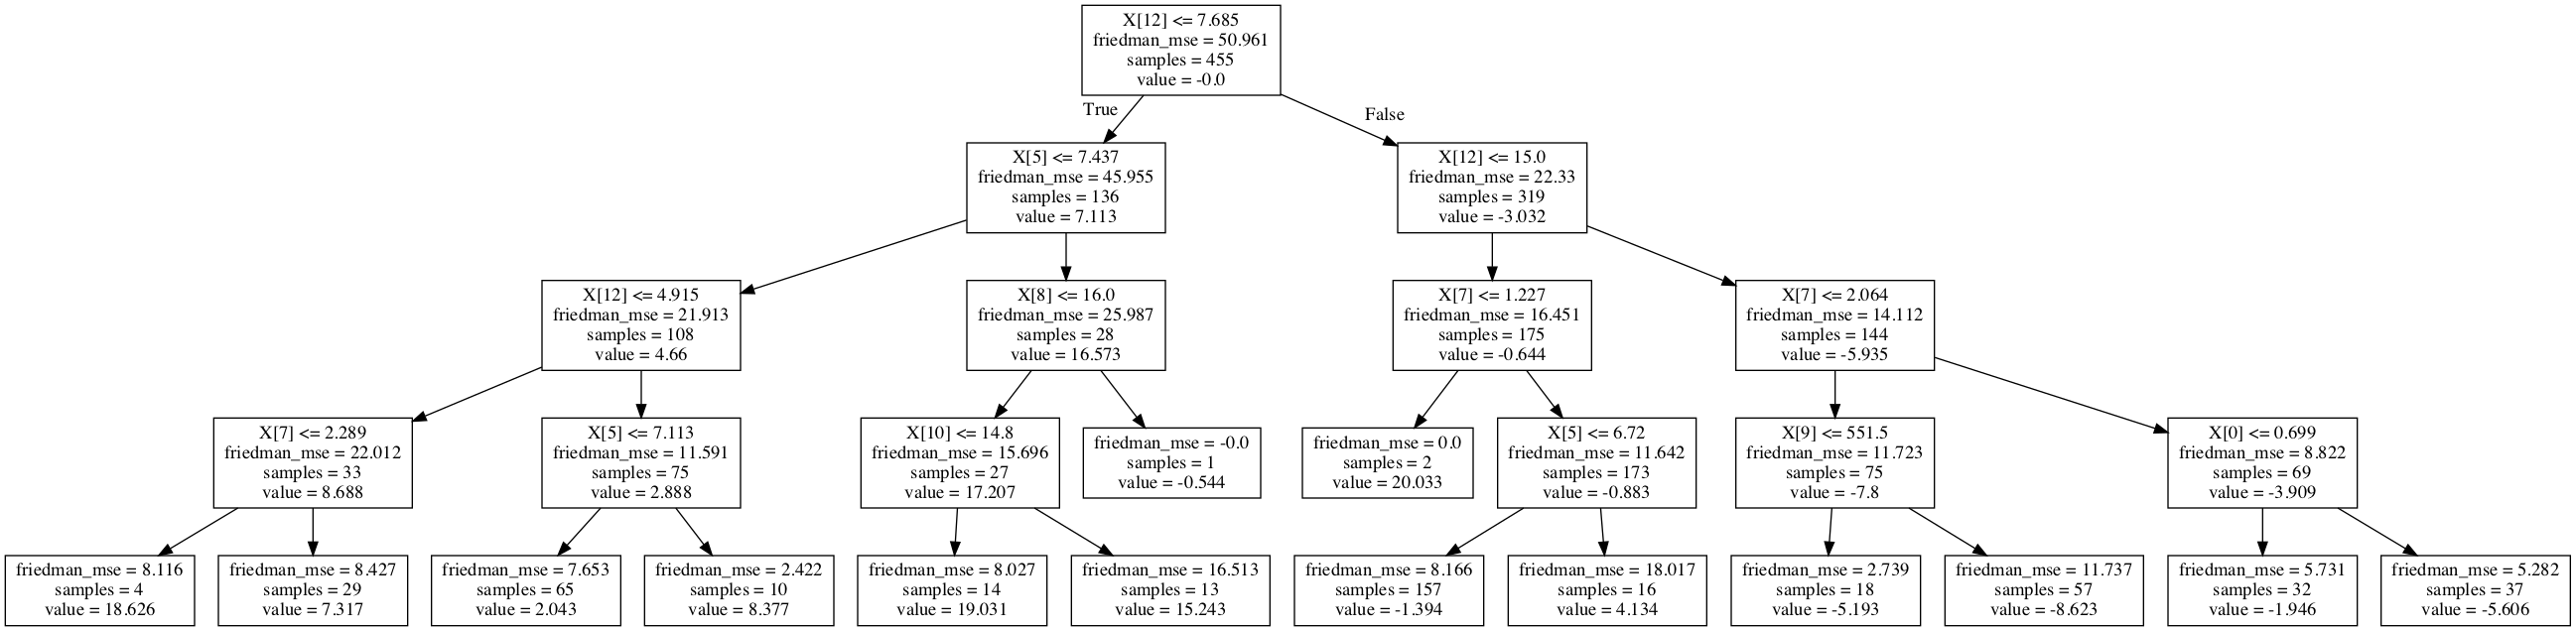 X[12] <= 7.685
friedman_mse = 50.961
samples = 455
value = -0.0
True
False
X[5] <= 7.437
friedman_mse = 45.955
samples = 136
value = 7.113
X[12] <= 15.0
friedman_mse = 22.33
samples = 319
value = -3.032
X[12] <= 4.915
friedman_mse = 21.913
samples = 108
value = 4.66
X[8] <= 16.0
friedman_mse = 25.987
samples = 28
value = 16.573
X[7] <= 1.227
friedman_mse = 16.451
samples = 175
value = -0.644
X[7] <= 2.064
friedman_mse = 14.112
samples = 144
value = -5.935
X[7] <= 2.289
friedman_mse = 22.012
samples = 33
value = 8.688
X[5] <= 7.113
friedman_mse = 11.591
samples = 75
value = 2.888
X[10] <= 14.8
friedman_mse = 15.696
samples = 27
value = 17.207
friedman_mse = -0.0
samples = 1
value = -0.544
friedman_mse = 0.0
samples = 2
value = 20.033
X[5] <= 6.72
friedman_mse = 11.642
samples = 173
value = -0.883
X[9] <= 551.5
friedman_mse = 11.723
samples = 75
value = -7.8
X[0] <= 0.699
friedman_mse = 8.822
samples = 69
value = -3.909
friedman_mse = 8.116
samples = 4
value = 18.626
friedman_mse = 8.427
samples = 29
value = 7.317
friedman_mse = 7.653
samples = 65
value = 2.043
friedman_mse = 2.422
samples = 10
value = 8.377
friedman_mse = 8.027
samples = 14
value = 19.031
friedman_mse = 16.513
samples = 13
value = 15.243
friedman_mse = 8.166
samples = 157
value = -1.394
friedman_mse = 18.017
samples = 16
value = 4.134
friedman_mse = 2.739
samples = 18
value = -5.193
friedman_mse = 11.737
samples = 57
value = -8.623
friedman_mse = 5.731
samples = 32
value = -1.946
friedman_mse = 5.282
samples = 37
value = -5.606